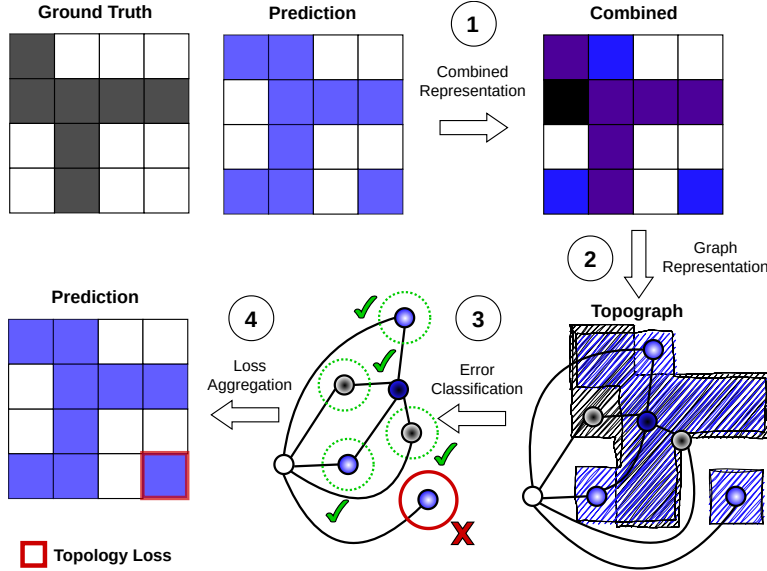 Ground Truth
Prediction
1
Combined
Representation
Combined
2
Graph
Representation
Topograph
3
Error
Classification
4
Loss
Aggregation
Prediction
X
Topology Loss